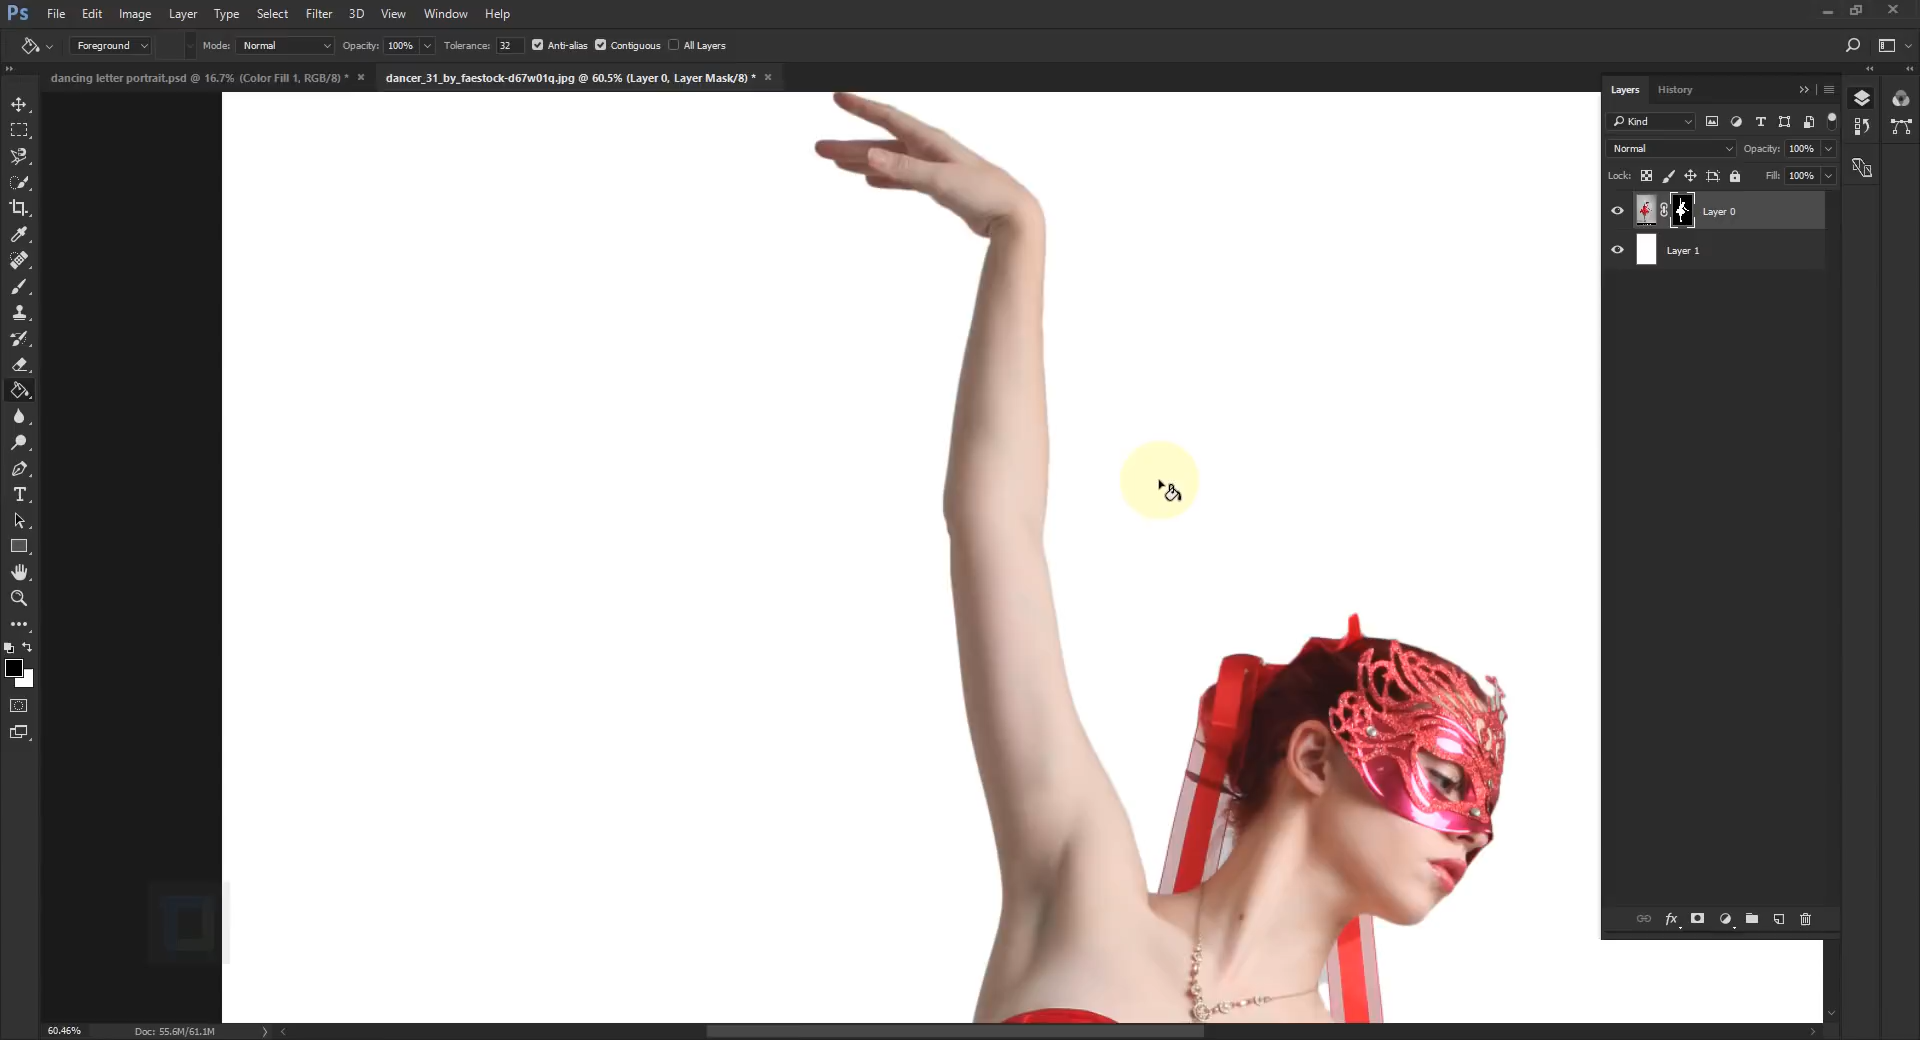 Ps File Edit Image Layer Type Select Filter 3D View Window Help
Foreground Mode: Normal Opacity: 100% Tolerance: 32 Anti-alias Contiguous All Layers
dancing letter portrait.psd @ 16.7% (Color Fill 1, RGB/8) * × dancer_31_by_faestock-d67w01q.jpg @ 60.5% (Layer 0, Layer Mask/8) * ×
Layers History
Kind
Normal Opacity: 100%
Lock: Fill: 100%
Layer 0
Layer 1
fx
60.46% Doc: 55.6M/61.1M